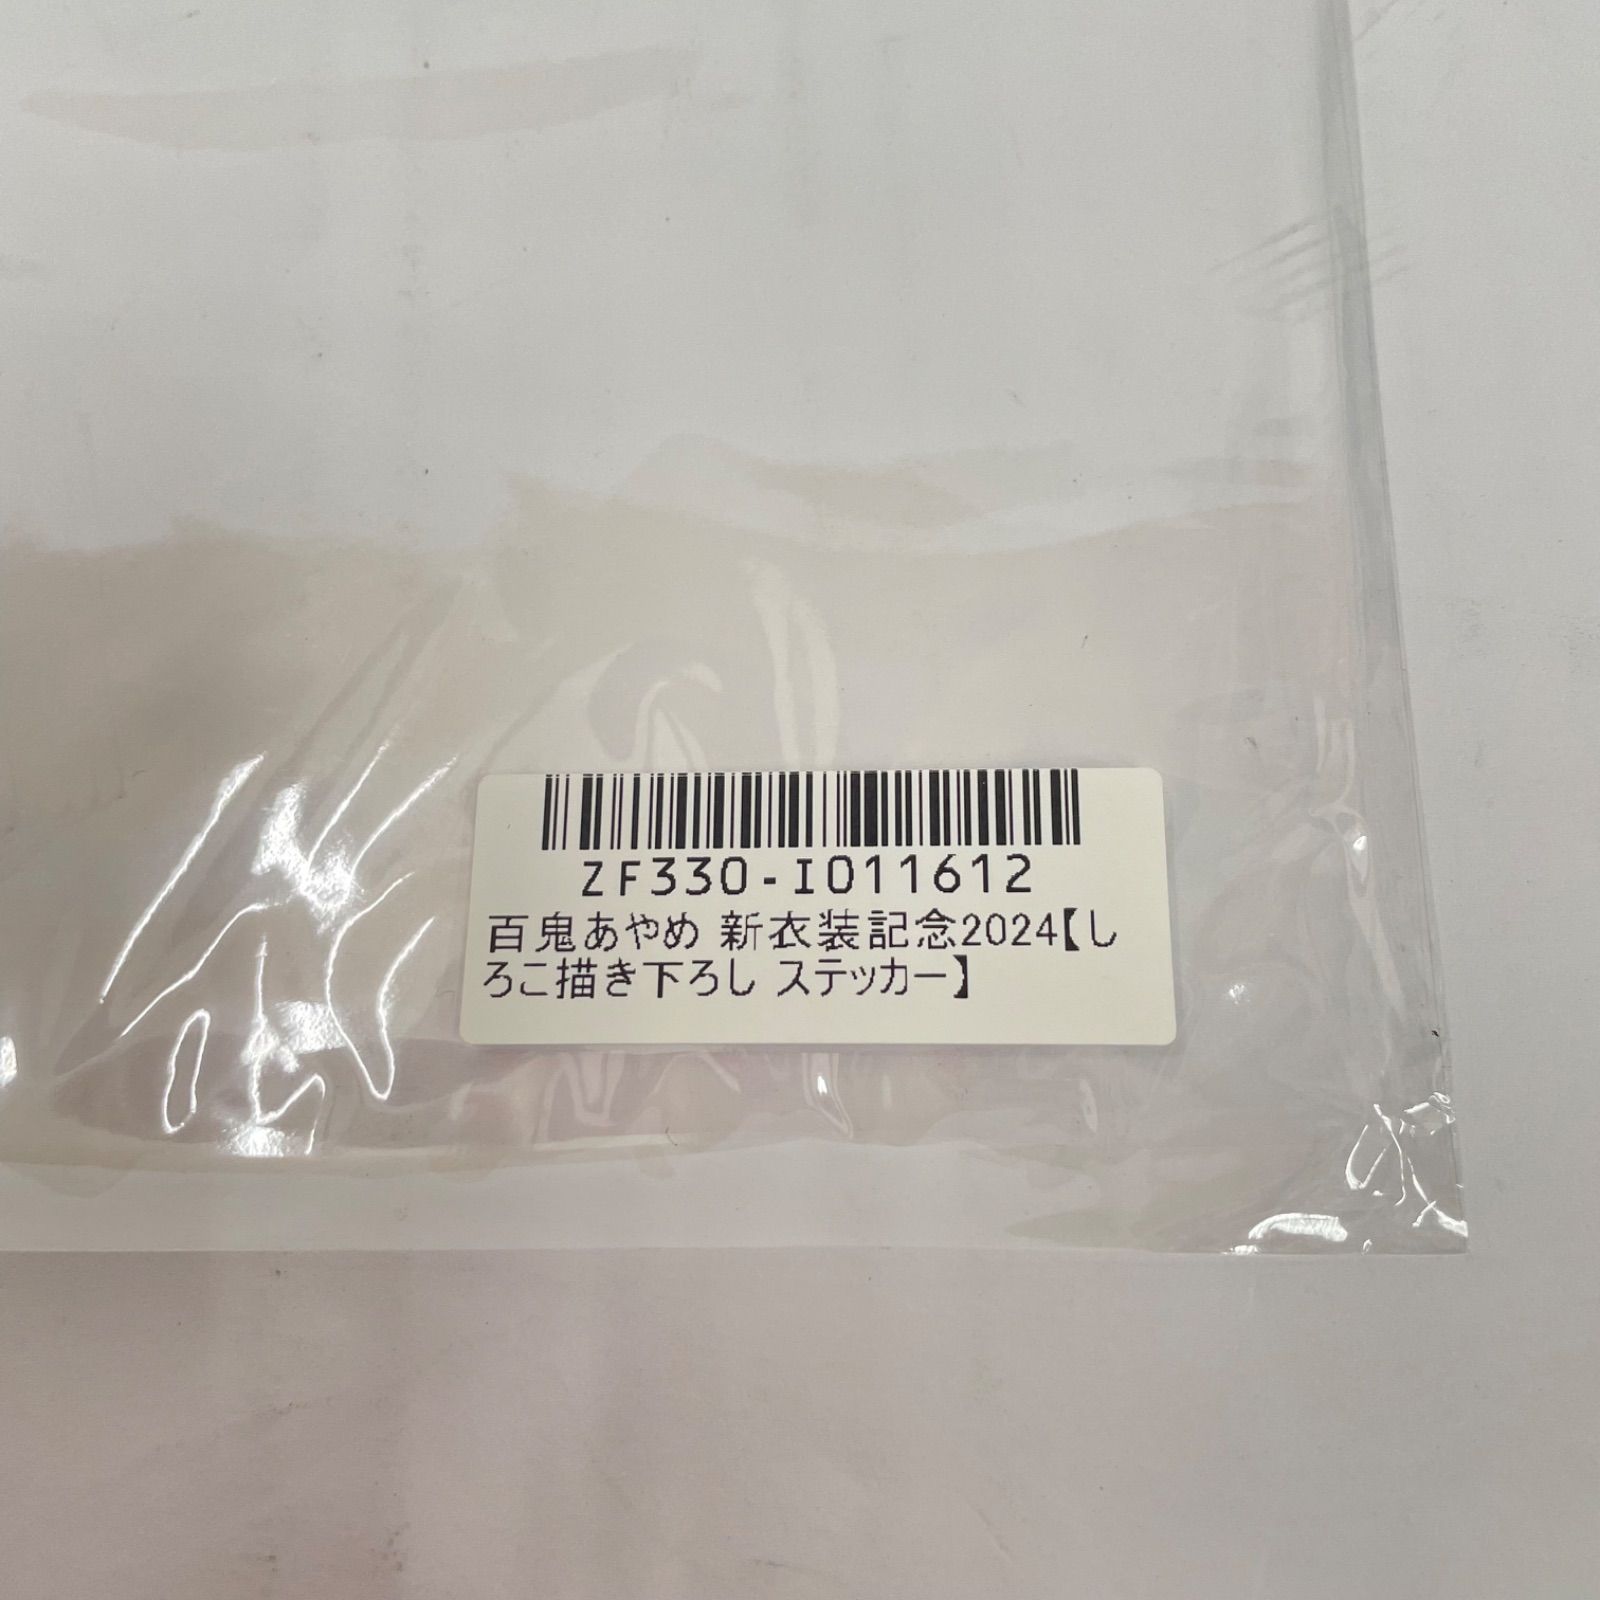 ZF330-I011612
百鬼あやめ 新衣装記念2024【し
ろこ描き下ろし ステッカー】